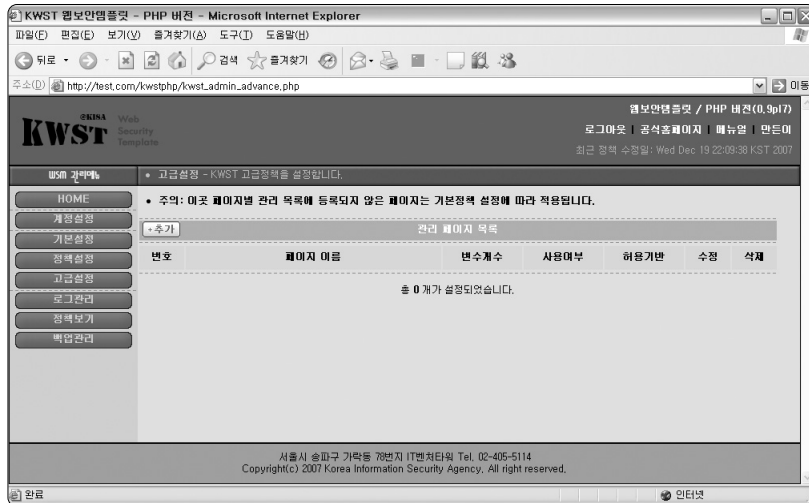 KWST 웹보안템플릿 - PHP 버전 - Microsoft Internet Explorer
파일(F) 편집(E) 보기(V) 즐겨찾기(A) 도구(T) 도움말(H)
뒤로 검색 즐겨찾기
주소(D) http://test.com/kwstphp/kwst_admin_advance.php 이동
@KISA
KWST Web Security Template
웹보안템플릿 / PHP 버전(0.9pl7)
로그아웃 | 공식홈페이지 | 메뉴얼 | 만든이
최근 정책 수정일: Wed Dec 19 22:09:38 KST 2007
WSM 관리메뉴
• 고급설정 - KWST 고급정책을 설정합니다.
HOME
계정설정
기본설정
정책설정
고급설정
로그관리
정책보기
백업관리
• 주의: 이곳 페이지별 관리 목록에 등록되지 않은 페이지는 기본정책 설정에 따라 적용됩니다.
추가 관리 페이지 목록
번호 페이지 이름 변수개수 사용여부 허용기반 수정 삭제
총 0 개가 설정되었습니다.
서울시 송파구 가락동 78번지 IT벤처타워 Tel. 02-405-5114
Copyright(c) 2007 Korea Information Security Agency, All right reserved.
완료 인터넷